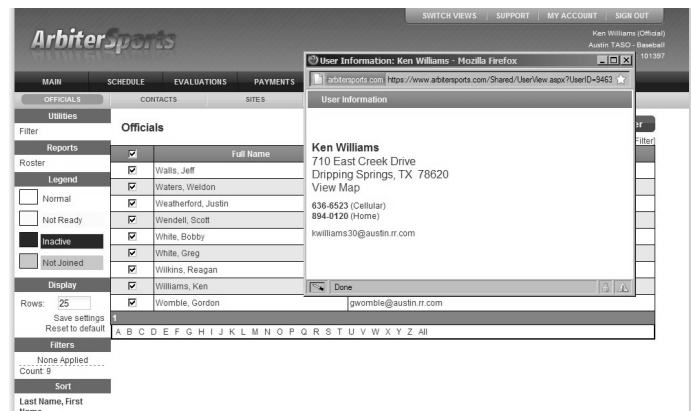 SWITCH VIEWS | SUPPORT | MY ACCOUNT | SIGN OUT
ArbiterSports
Ken Williams (Official)
Austin TASO - Baseball
101397
MAIN SCHEDULE EVALUATIONS PAYMENTS
OFFICIALS CONTACTS SITES
Utilities
Filter
Reports
Roster
Legend
Normal
Not Ready
Inactive
Not Joined
Display
Rows: 25
Save settings
Reset to default
Filters
None Applied
Count: 9
Sort
Last Name, First
Name
Officials
Filter)
Full Name
Walls, Jeff
Waters, Weldon
Weatherford, Justin
Wendell, Scott
White, Bobby
White, Greg
Wilkins, Reagan
Williams, Ken
Womble, Gordon gwomble@austin.rr.com
1
A B C D E F G H I J K L M N O P Q R S T U V W X Y Z All
User Information: Ken Williams - Mozilla Firefox
arbitersports.com https://www.arbitersports.com/Shared/UserView.aspx?UserID=9463
User Information
Ken Williams
710 East Creek Drive
Dripping Springs, TX 78620
View Map
636-6523 (Cellular)
894-0120 (Home)
kwilliams30@austin.rr.com
Done